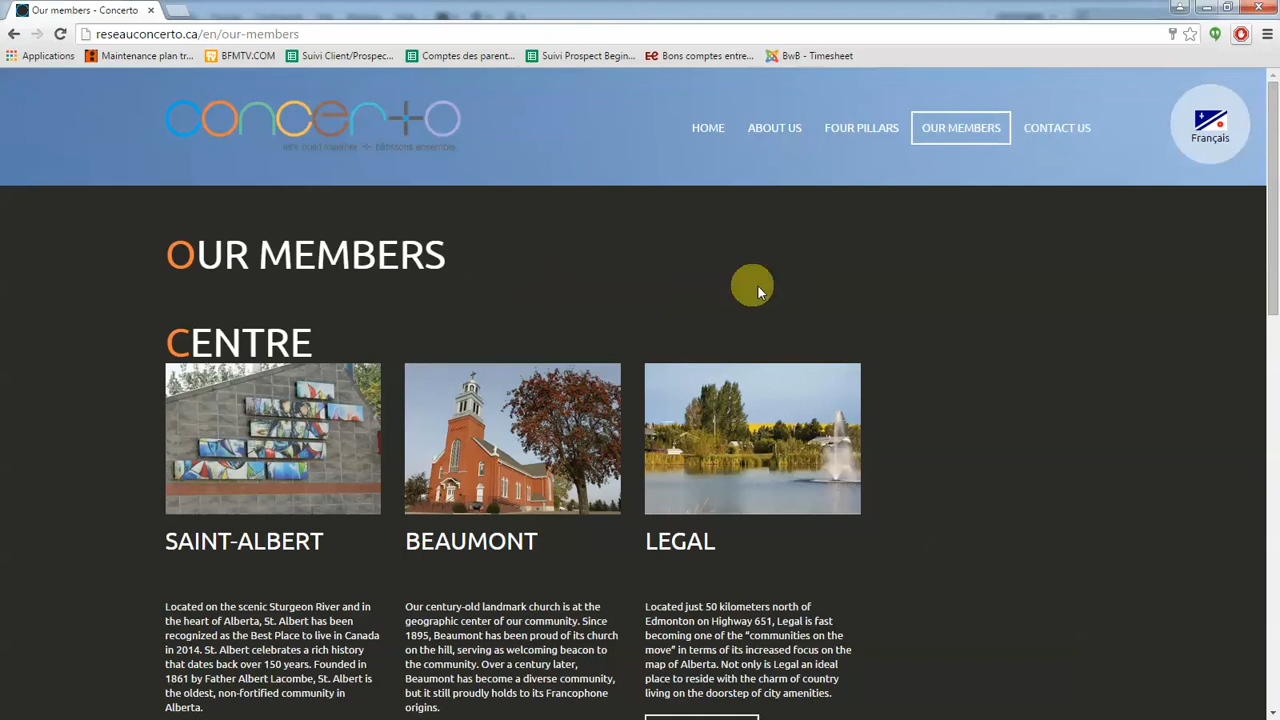 Our members - Concerto
reseauconcerto.ca/en/our-members
Applications Maintenance plan tr... BFMTV.COM Suivi Client/Prospec... Comptes des parent... Suivi Prospect Begin... Bons comptes entre... BwB - Timesheet
concerto
let's build together + bâtissons ensemble
HOME ABOUT US FOUR PILLARS OUR MEMBERS CONTACT US
Français
OUR MEMBERS
CENTRE
SAINT-ALBERT
Located on the scenic Sturgeon River and in
the heart of Alberta, St. Albert has been
recognized as the Best Place to live in Canada
in 2014. St. Albert celebrates a rich history
that dates back over 150 years. Founded in
1861 by Father Albert Lacombe, St. Albert is
the oldest, non-fortified community in
Alberta.
BEAUMONT
Our century-old landmark church is at the
geographic center of our community. Since
1895, Beaumont has been proud of its church
on the hill, serving as welcoming beacon to
the community. Over a century later,
Beaumont has become a diverse community,
but it still proudly holds to its Francophone
origins.
LEGAL
Located just 50 kilometers north of
Edmonton on Highway 651, Legal is fast
becoming one of the “communities on the
move” in terms of its increased focus on the
map of Alberta. Not only is Legal an ideal
place to reside with the charm of country
living on the doorstep of city amenities.